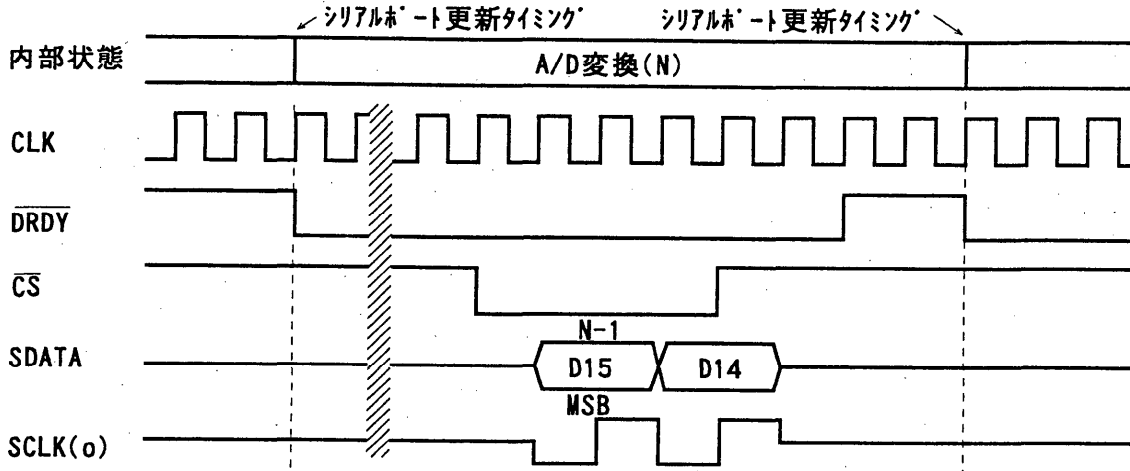 シリアルポート更新タイミング シリアルポート更新タイミング
内部状態 A/D変換(N)
CLK
DRDY
CS
N-1
SDATA D15 D14
MSB
SCLK(o)